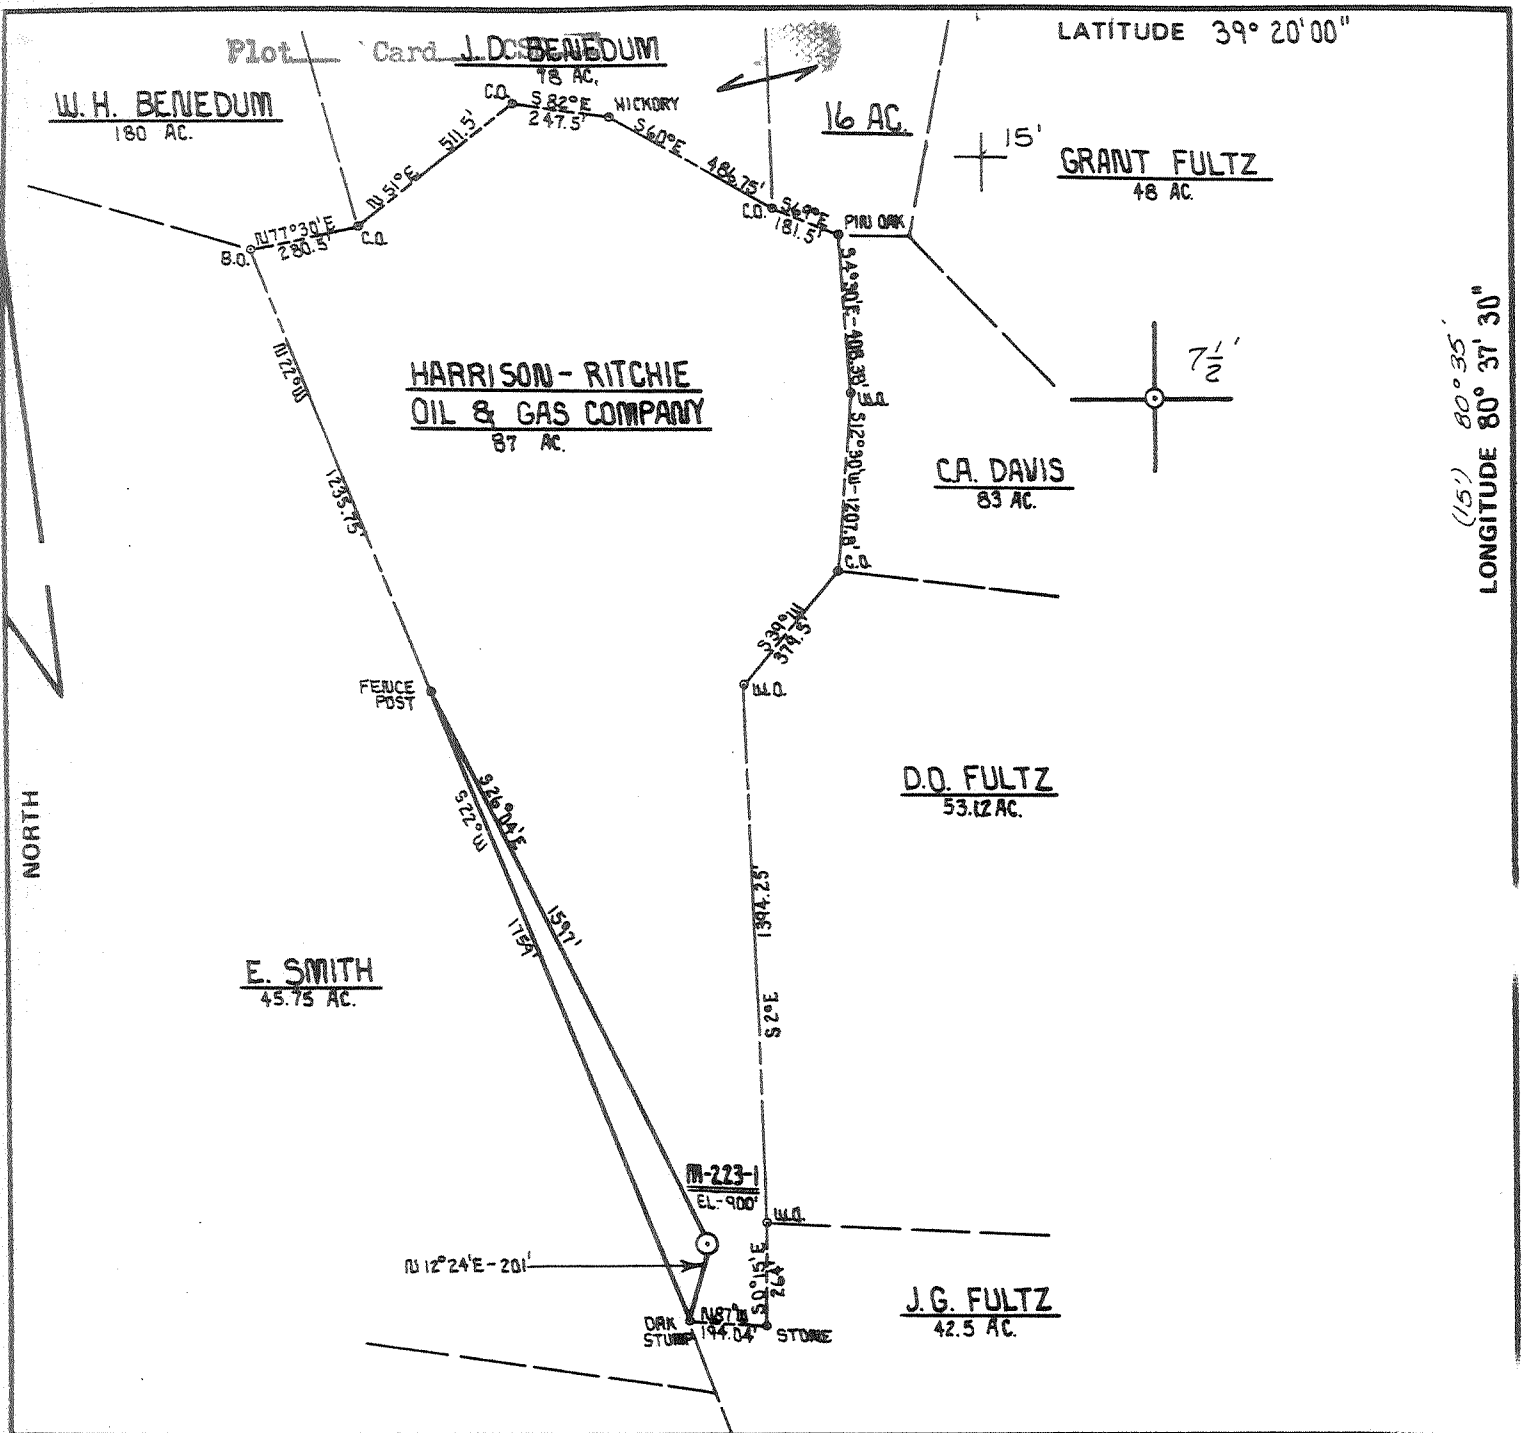 LATITUDE 39° 20' 00"
Plot Card
J. D. BENEDUM
78 AC.
W. H. BENEDUM
180 AC.
C.O.
S 82° E
247.5'
HICKORY
16 AC.
15'
GRANT FULTZ
48 AC.
511.5'
N 51° E
S 60° E
486.75'
C.O.
S 69° E
181.5'
PIN OAK
N 77° 30' E
280.5'
C.O.
B.O.
S 4° 30' E - 408.38'
LONGITUDE 80° 37' 30"
(15') 80° 35'
7 1/2'
N 22° W
HARRISON - RITCHIE
OIL & GAS COMPANY
87 AC.
W.O.
S 12° 30' W - 1207.8'
C.A. DAVIS
83 AC.
1235.75'
C.O.
S 39° W
379.5'
FENCE
POST
W.O.
NORTH
S 26° 04' E
S 22° W
D.O. FULTZ
53.12 AC.
1394.25'
1597'
1759'
E. SMITH
45.75 AC.
S 2° E
M-223-1
EL-900'
W.O.
N 12° 24' E - 201'
S 0° 15' E
264'
J. G. FULTZ
42.5 AC.
OAK
STUMP
N 87° W
194.04'
STONE